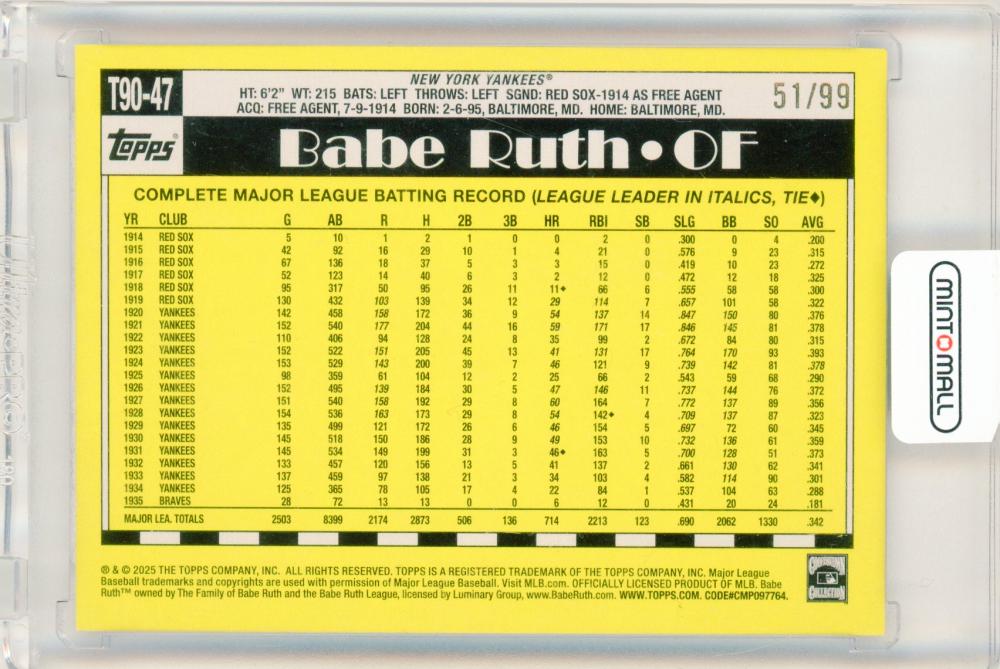 T90-47
NEW YORK YANKEES®
HT: 6'2" WT: 215 BATS: LEFT THROWS: LEFT SGND: RED SOX-1914 AS FREE AGENT
ACQ: FREE AGENT, 7-9-1914 BORN: 2-6-95, BALTIMORE, MD. HOME: BALTIMORE, MD.
51/99
TOPPS®
Babe Ruth • OF
COMPLETE MAJOR LEAGUE BATTING RECORD (LEAGUE LEADER IN ITALICS, TIE♦)
YR CLUB G AB R H 2B 3B HR RBI SB SLG BB SO AVG
1914 RED SOX 5 10 1 2 1 0 0 2 0 .300 0 4 .200
1915 RED SOX 42 92 16 29 10 1 4 21 0 .576 9 23 .315
1916 RED SOX 67 136 18 37 5 3 3 15 0 .419 10 23 .272
1917 RED SOX 52 123 14 40 6 3 2 12 0 .472 12 18 .325
1918 RED SOX 95 317 50 95 26 11 11♦ 66 6 .555 58 58 .300
1919 RED SOX 130 432 103 139 34 12 29 114 7 .657 101 58 .322
1920 YANKEES 142 458 158 172 36 9 54 137 14 .847 150 80 .376
1921 YANKEES 152 540 177 204 44 16 59 171 17 .846 145 81 .378
1922 YANKEES 110 406 94 128 24 8 35 99 2 .672 84 80 .315
1923 YANKEES 152 522 151 205 45 13 41 131 17 .764 170 93 .393
1924 YANKEES 153 529 143 200 39 7 46 121 9 .739 142 81 .378
1925 YANKEES 98 359 61 104 12 2 25 66 2 .543 59 68 .290
1926 YANKEES 152 495 139 184 30 5 47 146 11 .737 144 76 .372
1927 YANKEES 151 540 158 192 29 8 60 164 7 .772 137 89 .356
1928 YANKEES 154 536 163 173 29 8 54 142♦ 4 .709 137 87 .323
1929 YANKEES 135 499 121 172 26 6 46 154 5 .697 72 60 .345
1930 YANKEES 145 518 150 186 28 9 49 153 10 .732 136 61 .359
1931 YANKEES 145 534 149 199 31 3 46♦ 163 5 .700 128 51 .373
1932 YANKEES 133 457 120 156 13 5 41 137 2 .661 130 62 .341
1933 YANKEES 137 459 97 138 21 3 34 103 4 .582 114 90 .301
1934 YANKEES 125 365 78 105 17 4 22 84 1 .537 104 63 .288
1935 BRAVES 28 72 13 13 0 0 6 12 0 .431 20 24 .181
MAJOR LEA. TOTALS 2503 8399 2174 2873 506 136 714 2213 123 .690 2062 1330 .342
® & © 2025 THE TOPPS COMPANY, INC. ALL RIGHTS RESERVED. TOPPS IS A REGISTERED TRADEMARK OF THE TOPPS COMPANY, INC. Major League
Baseball trademarks and copyrights are used with permission of Major League Baseball. Visit MLB.com. OFFICIALLY LICENSED PRODUCT OF MLB. Babe
Ruth™ owned by The Family of Babe Ruth and the Babe Ruth League, licensed by Luminary Group, www.BabeRuth.com. WWW.TOPPS.COM. CODE#CMP097764.
COOPERSTOWN
COLLECTION
MINTOMALL